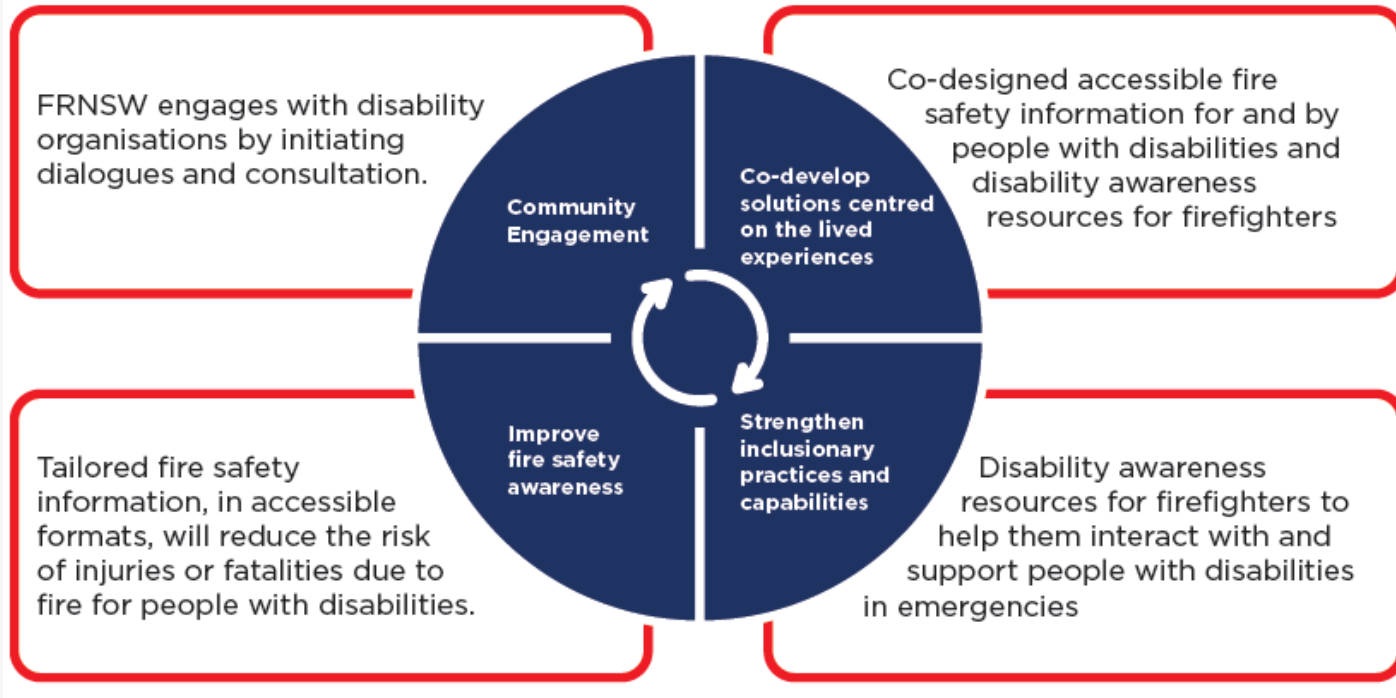 FRNSW engages with disability
organisations by initiating
dialogues and consultation.
Community
Engagement
Co-develop
solutions centred
on the lived
experiences
Co-designed accessible fire
safety information for and by
people with disabilities and
disability awareness
resources for firefighters
Tailored fire safety
information, in accessible
formats, will reduce the risk
of injuries or fatalities due to
fire for people with disabilities.
Improve
fire safety
awareness
Strengthen
inclusionary
practices and
capabilities
Disability awareness
resources for firefighters to
help them interact with and
support people with disabilities
in emergencies